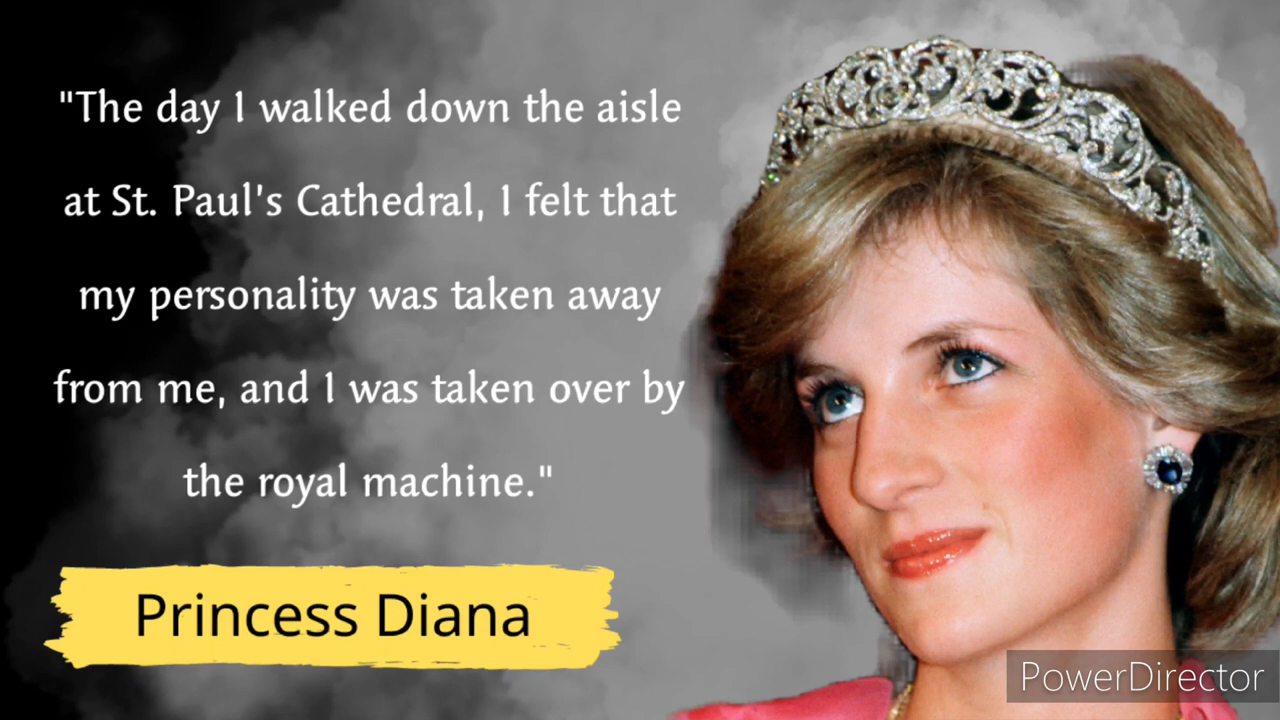 "The day I walked down the aisle
at St. Paul's Cathedral, I felt that
my personality was taken away
from me, and I was taken over by
the royal machine."
Princess Diana
PowerDirector